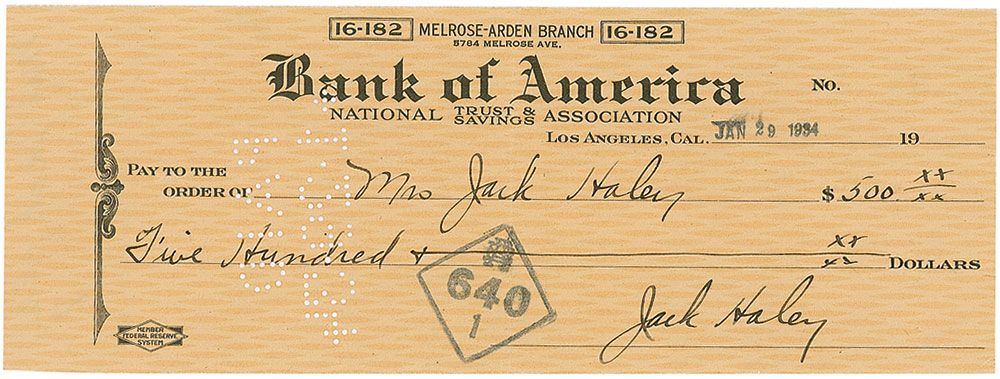 16-182 MELROSE-ARDEN BRANCH 16-182
5784 MELROSE AVE.
Bank of America
NO.
NATIONAL TRUST & SAVINGS ASSOCIATION
LOS ANGELES, CAL. JAN 29 1934 19
PAY TO THE
ORDER OF Mrs Jack Haley $500. xx/xx
Five Hundred & xx/xx DOLLARS
640
1
Jack Haley
MEMBER
FEDERAL RESERVE
SYSTEM